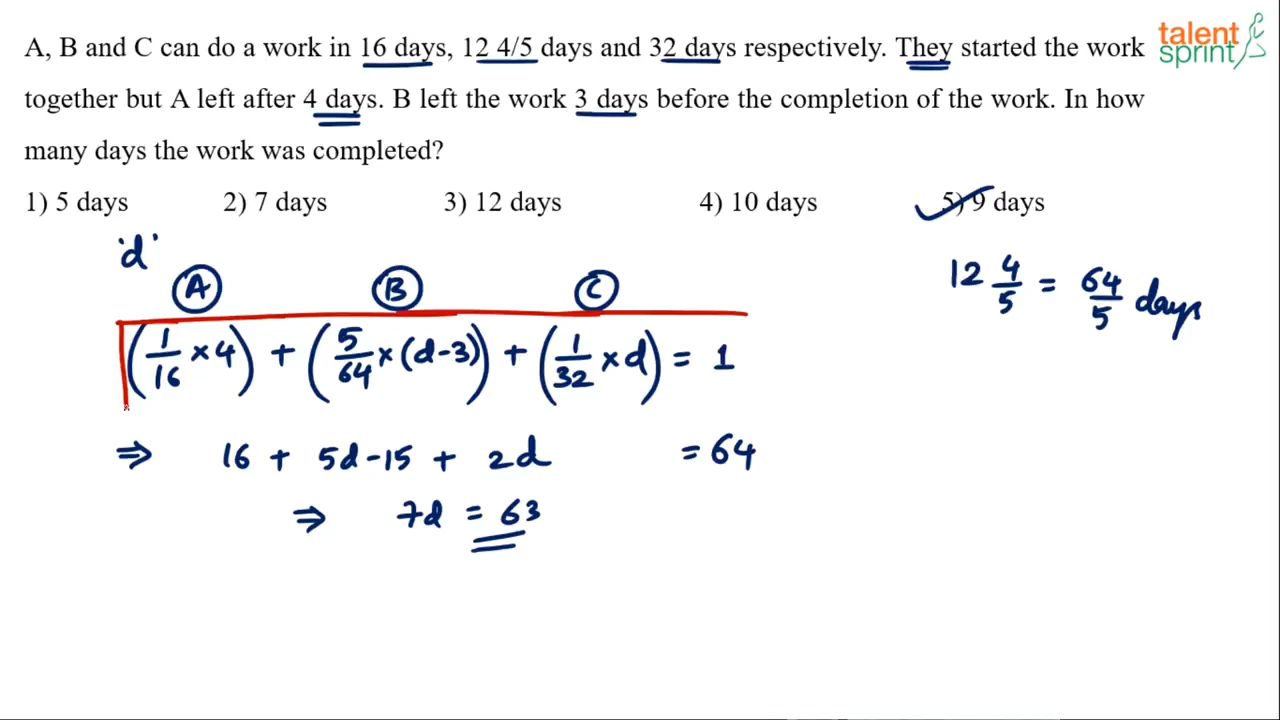 talent
sprint
A, B and C can do a work in 16 days, 12 4/5 days and 32 days respectively. They started the work
together but A left after 4 days. B left the work 3 days before the completion of the work. In how
many days the work was completed?
1) 5 days 2) 7 days 3) 12 days 4) 10 days 5) 9 days
'd'
A B C
12 4/5 = 64/5 days
(1/16 × 4) + (5/64 × (d-3)) + (1/32 × d) = 1
⇒ 16 + 5d-15 + 2d = 64
⇒ 7d = 63